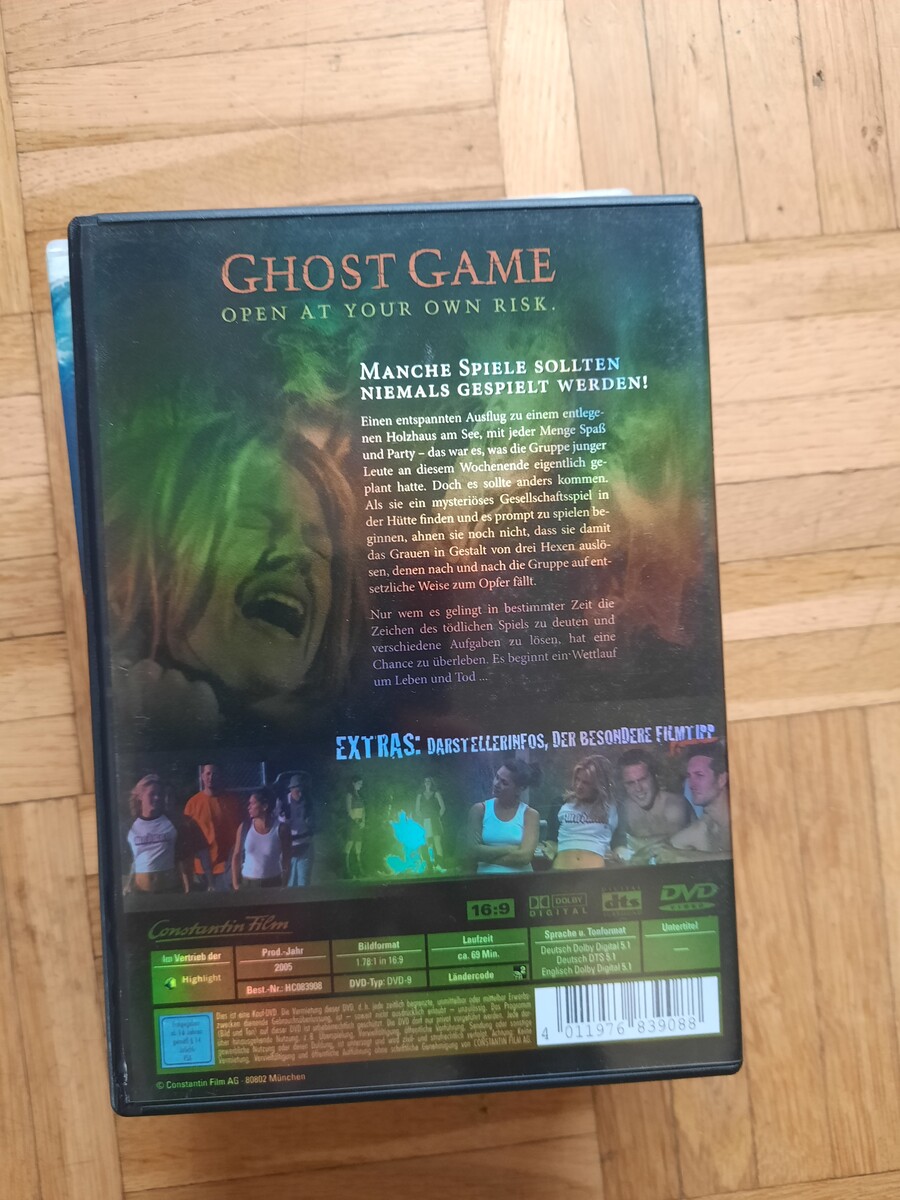 GHOST GAME
OPEN AT YOUR OWN RISK.
MANCHE SPIELE SOLLTEN
NIEMALS GESPIELT WERDEN!
Einen entspannten Ausflug zu einem entlege-
nen Holzhaus am See, mit jeder Menge Spaß
und Party – das war es, was die Gruppe junger
Leute an diesem Wochenende eigentlich ge-
plant hatte. Doch es sollte anders kommen.
Als sie ein mysteriöses Gesellschaftsspiel in
der Hütte finden und es prompt zu spielen be-
ginnen, ahnen sie noch nicht, dass sie damit
das Grauen in Gestalt von drei Hexen auslö-
sen, denen nach und nach die Gruppe auf ent-
setzliche Weise zum Opfer fällt.
Nur wem es gelingt in bestimmter Zeit die
Zeichen des tödlichen Spiels zu deuten und
verschiedene Aufgaben zu lösen, hat eine
Chance zu überleben. Es beginnt ein Wettlauf
um Leben und Tod ...
EXTRAS: DARSTELLERINFOS, DER BESONDERE FILMTIPP
16:9
DOLBY
DIGITAL
dts
DVD
VIDEO
Constantin Film
Im Vertrieb der
Highlight
Prod.-Jahr
2005
Best.-Nr.: HC083908
Bildformat
1.78:1 in 16:9
DVD-Typ: DVD-9
Laufzeit
ca. 69 Min.
Ländercode
2
Sprache u. Tonformat
Deutsch Dolby Digital 5.1
Deutsch DTS 5.1
Englisch Dolby Digital 5.1
Untertitel
—
4 011976 839088
© Constantin Film AG · 80802 München